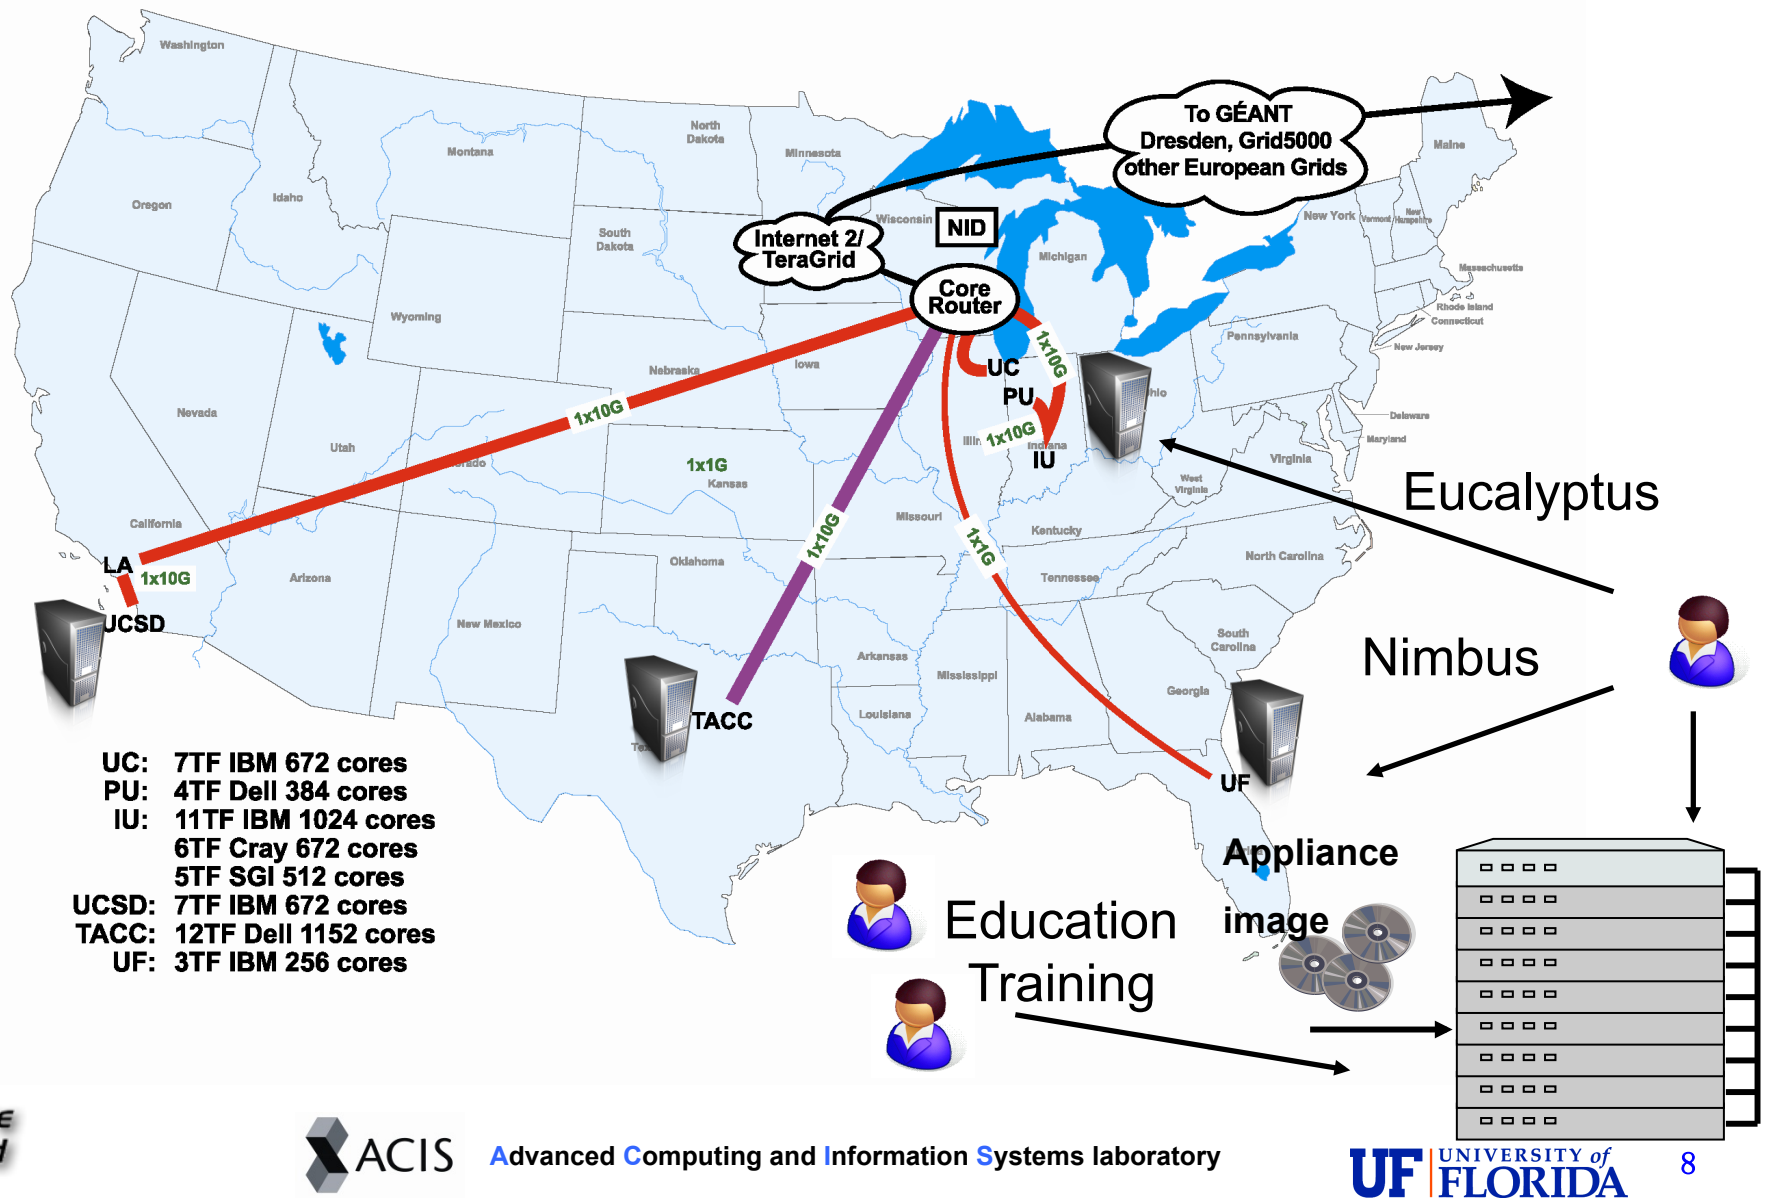 Washington
Montana
North
Dakota
Minnesota
Oregon
Idaho
South
Dakota
Wisconsin
NID
Internet 2/
TeraGrid
To GÉANT
Dresden, Grid5000
other European Grids
Maine
New York
Vermont
New
Hampshire
Massachusetts
Rhode Island
Connecticut
Michigan
Core
Router
Wyoming
Nebraska
Iowa
Pennsylvania
New Jersey
1x10G
UC
PU
1x10G
Indiana
IU
Delaware
Maryland
Nevada
Utah
1x10G
1x1G
Kansas
Virginia
West
Virginia
Eucalyptus
California
Missouri
Kentucky
1x10G
1x1G
North Carolina
LA
1x10G
Arizona
Oklahoma
Tennessee
UCSD
New Mexico
Arkansas
Mississippi
South
Carolina
Nimbus
Georgia
Alabama
Louisiana
TACC
UF
UC: 7TF IBM 672 cores
PU: 4TF Dell 384 cores
IU: 11TF IBM 1024 cores
6TF Cray 672 cores
5TF SGI 512 cores
UCSD: 7TF IBM 672 cores
TACC: 12TF Dell 1152 cores
UF: 3TF IBM 256 cores
Appliance
image
Education
Training
ACIS
Advanced Computing and Information Systems laboratory
UF UNIVERSITY of
FLORIDA
8